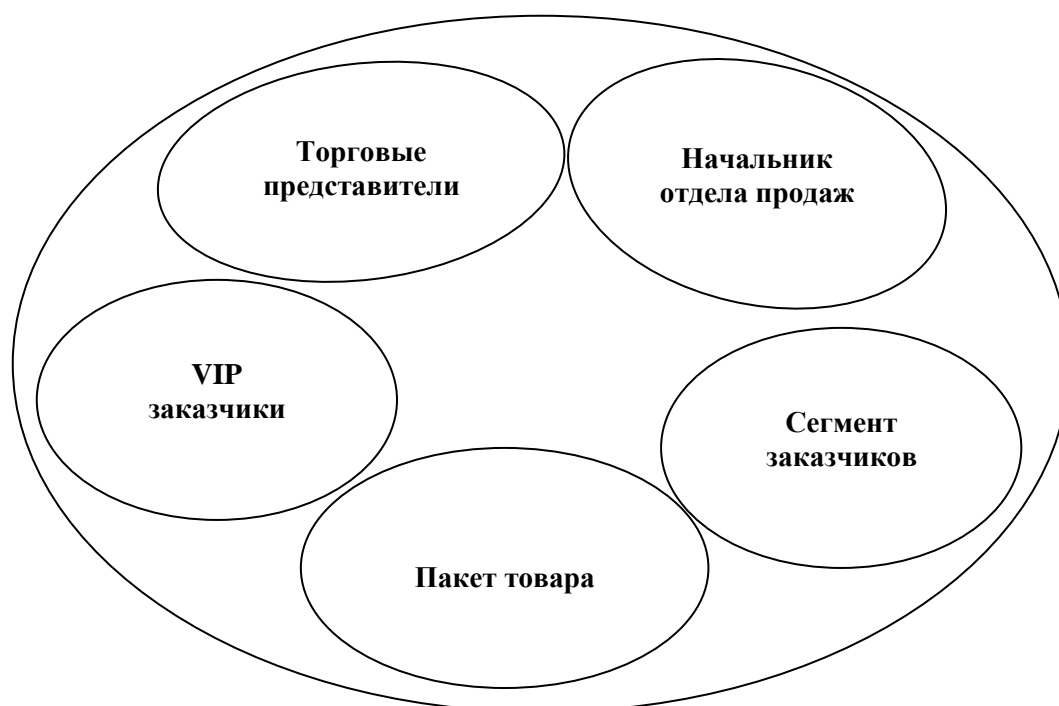 Торговые
представители
Начальник
отдела продаж
VIP
заказчики
Сегмент
заказчиков
Пакет товара